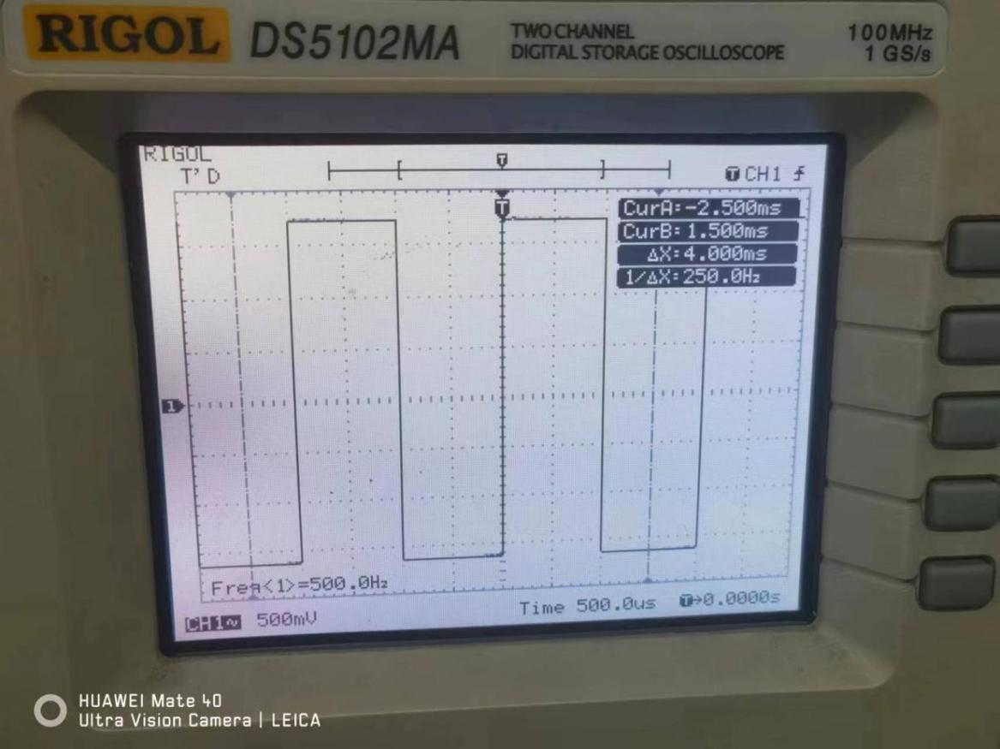 RIGOL DS5102MA TWO CHANNEL 100MHz
DIGITAL STORAGE OSCILLOSCOPE 1 GS/s
RIGOL
T'D
T
T CH1
T
CurA:-2.500ms
CurB: 1.500ms
ΔX:4.000ms
1/ΔX:250.0Hz
1
Freq<1>=500.0Hz
CH1 500mV Time 500.0us T→0.0000s
HUAWEI Mate 40
Ultra Vision Camera | LEICA